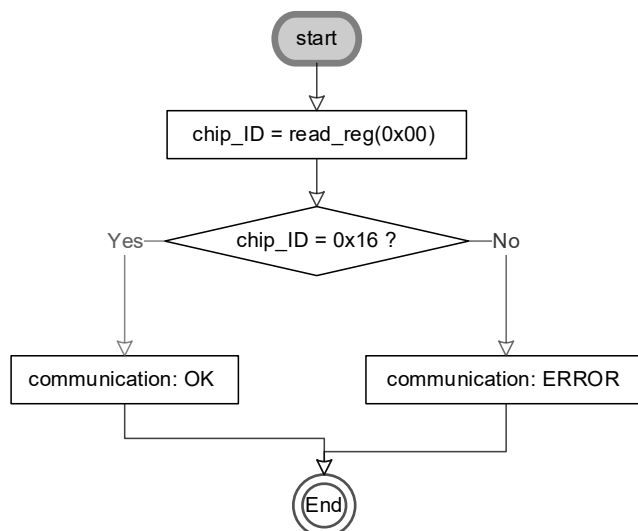 start
chip_ID = read_reg(0x00)
chip_ID = 0x16 ?
Yes
No
communication: OK
communication: ERROR
End